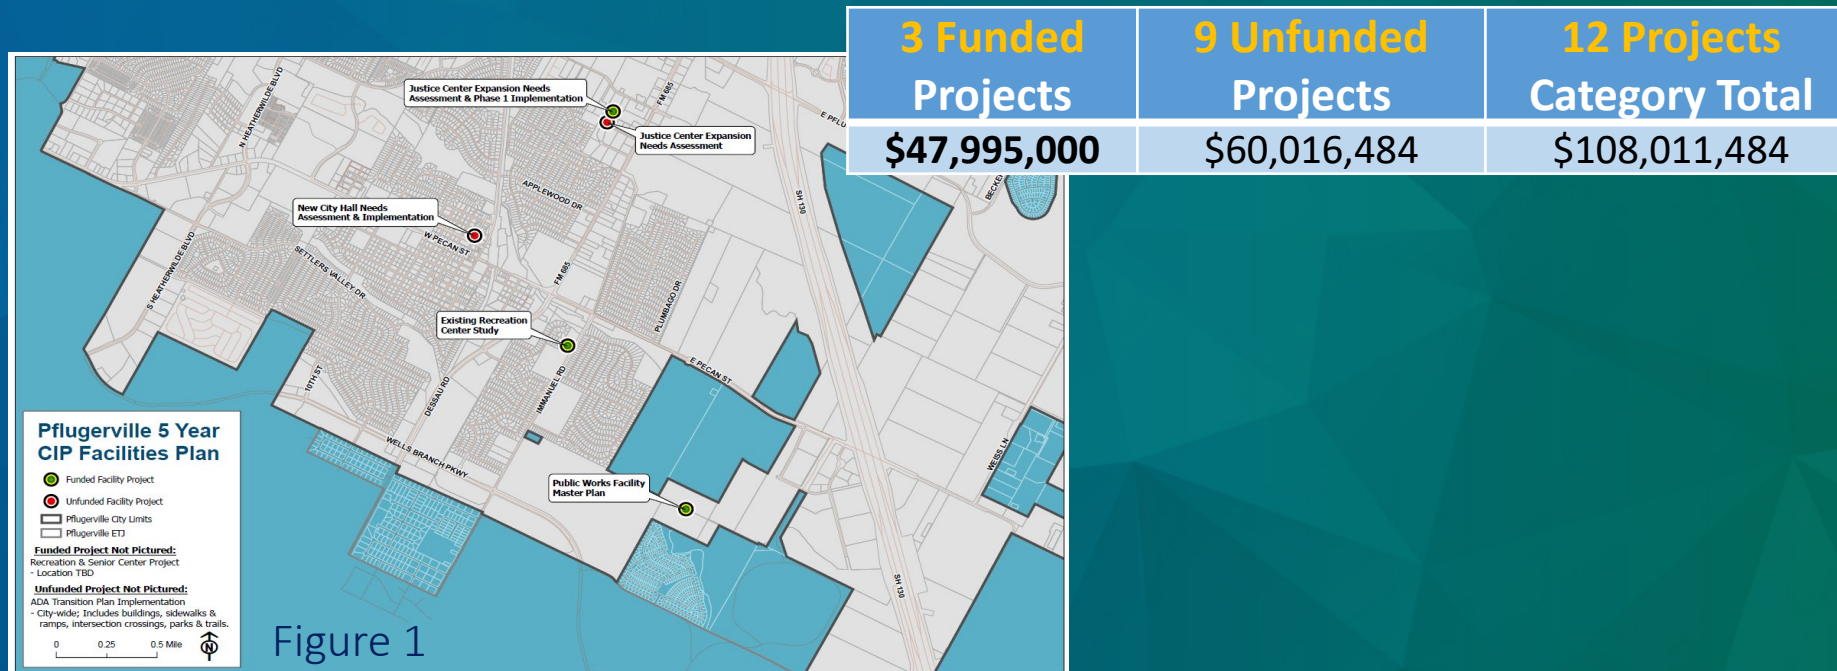 3 Funded
Projects
9 Unfunded
Projects
12 Projects
Category Total
$47,995,000
$60,016,484
$108,011,484
Justice Center Expansion Needs
Assessment & Phase 1 Implementation
Justice Center Expansion
Needs Assessment
New City Hall Needs
Assessment & Implementation
Existing Recreation
Center Study
Public Works Facility
Master Plan
N HEATHERWILDE BLVD
FM 685
E PFLU
SH 130
BECKE
APPLEWOOD DR
W PECAN ST
S HEATHERWILDE BLVD
SETTLERS VALLEY DR
FM 685
PLUMBAGO DR
10TH ST
DESSAU RD
IMMANUEL RD
E PECAN ST
WELLS BRANCH PKWY
WEISS LN
SH 130
Pflugerville 5 Year
CIP Facilities Plan
Funded Facility Project
Unfunded Facility Project
Pflugerville City Limits
Pflugerville ETJ
Funded Project Not Pictured:
Recreation & Senior Center Project
- Location TBD
Unfunded Project Not Pictured:
ADA Transition Plan Implementation
- City-wide; Includes buildings, sidewalks &
ramps, intersection crossings, parks & trails.
0 0.25 0.5 Mile
N
Figure 1